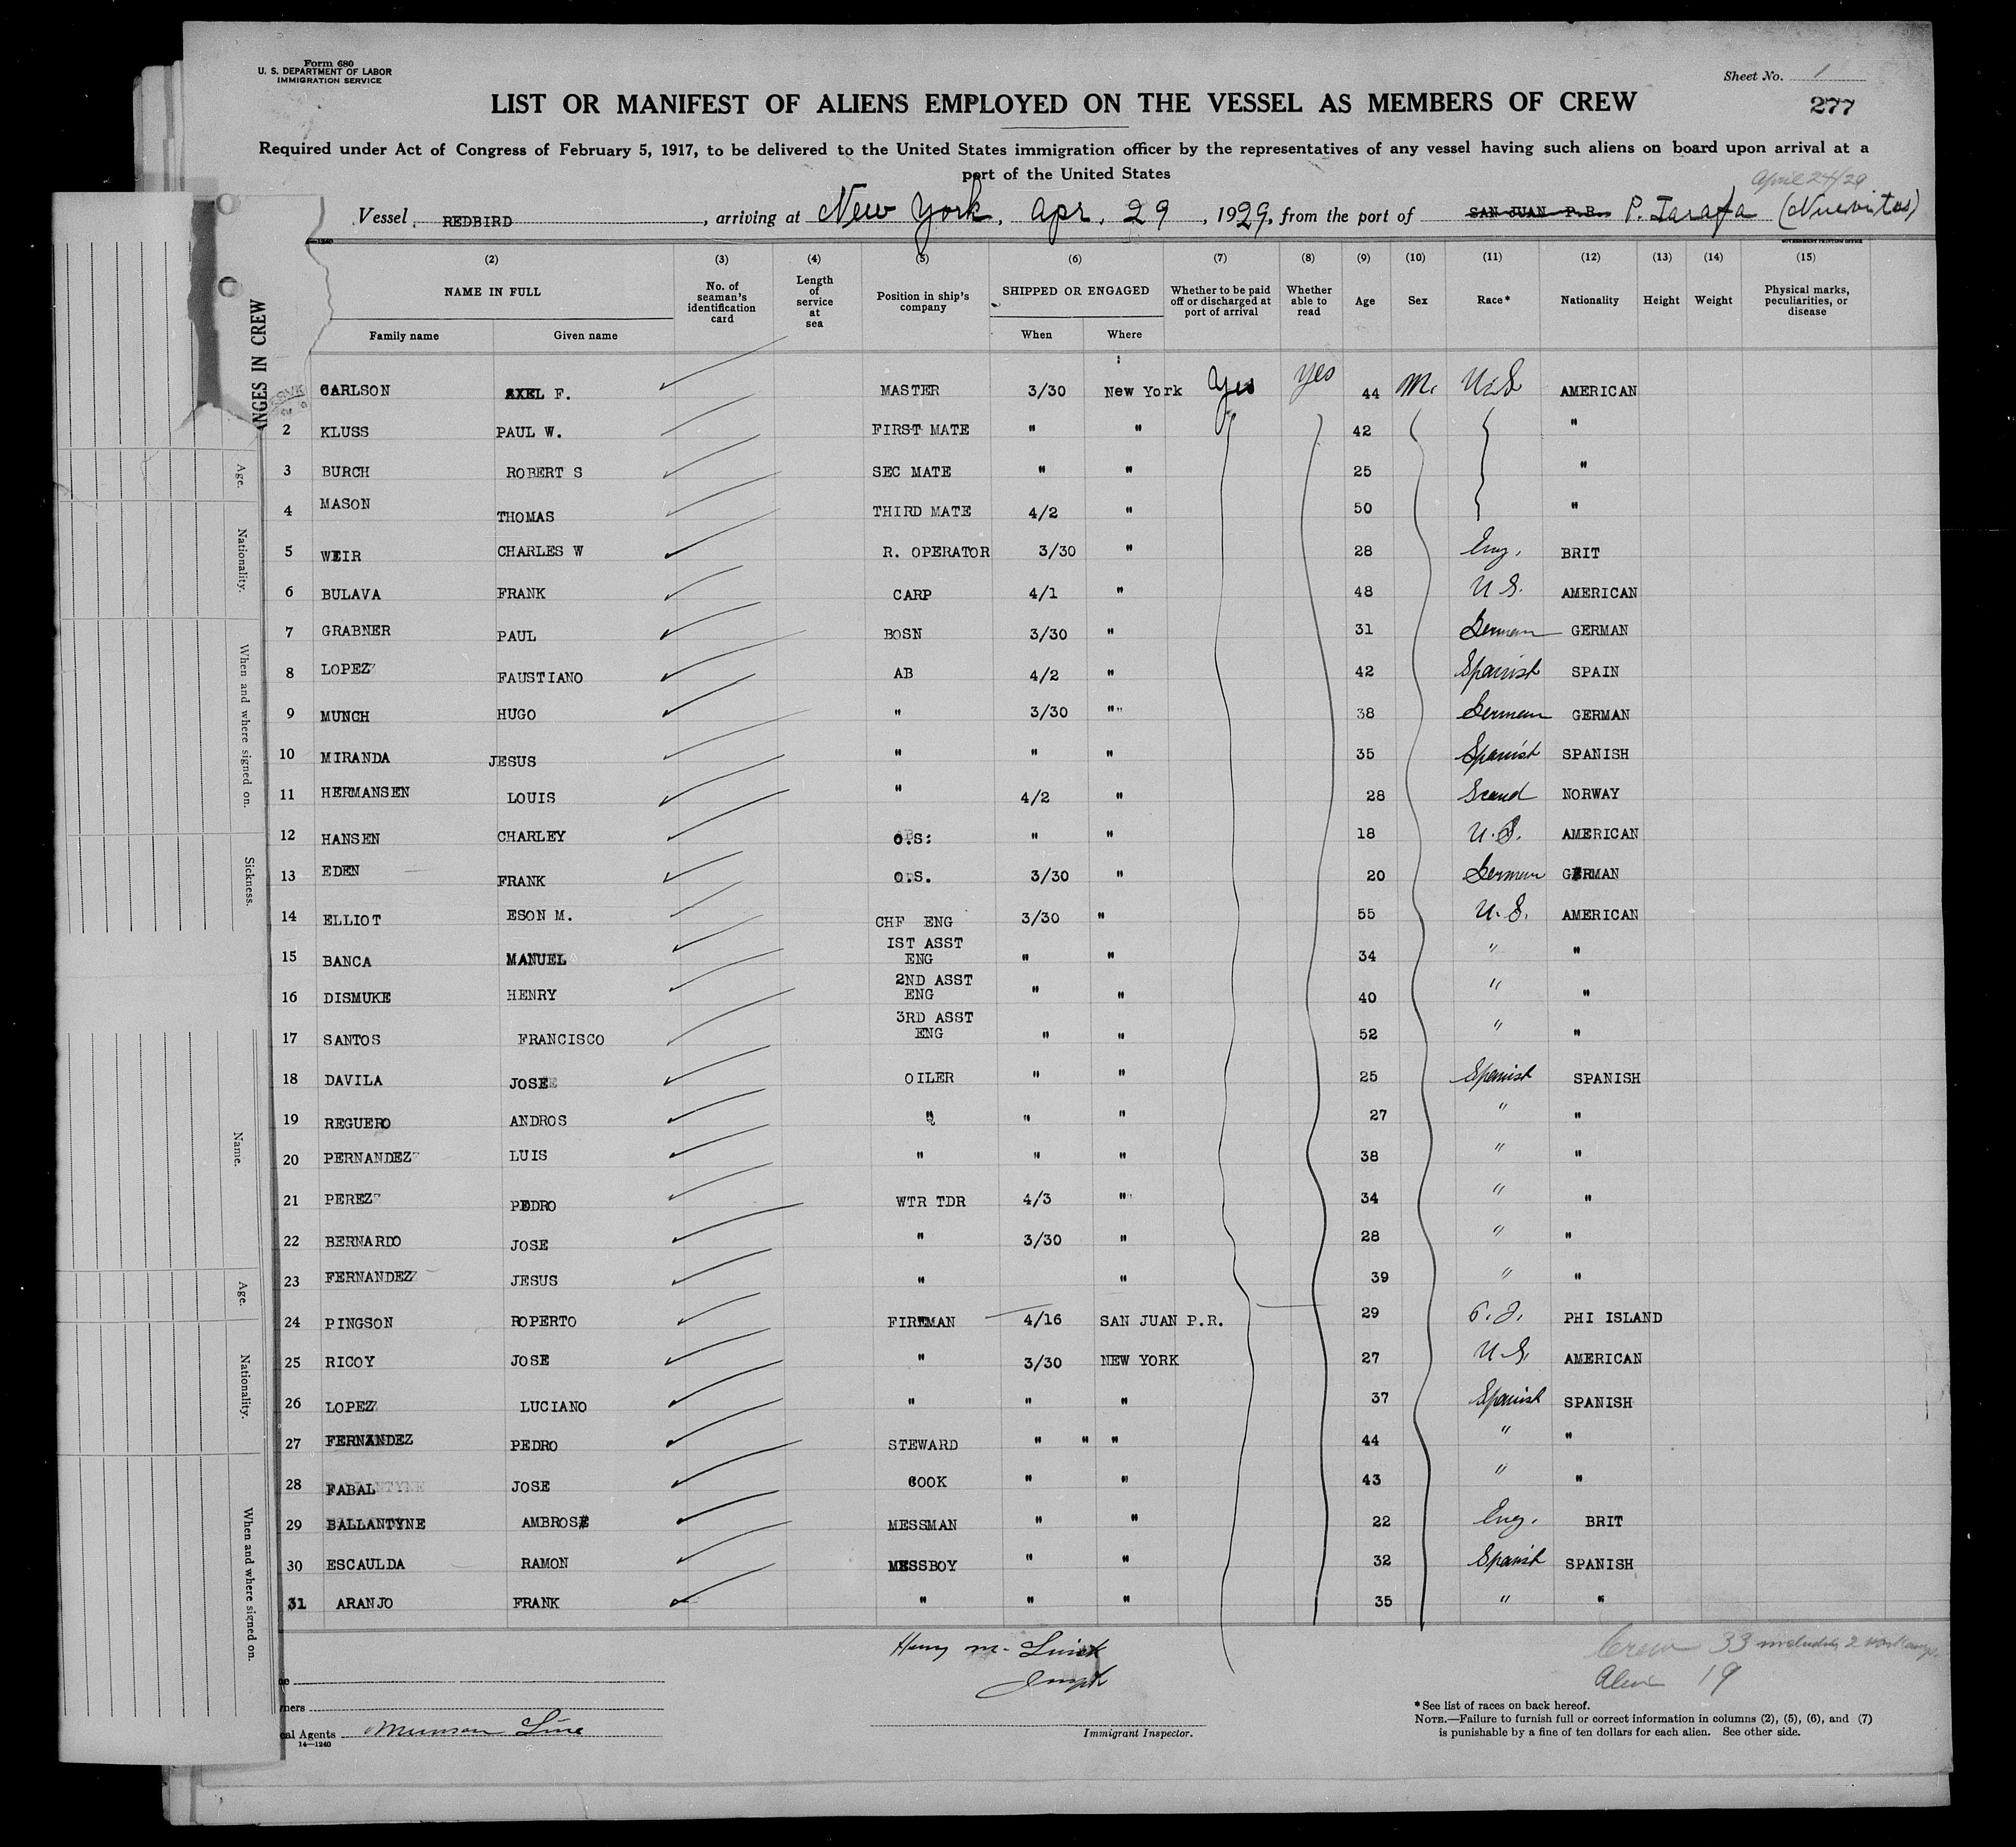 Form 680
U. S. DEPARTMENT OF LABOR
IMMIGRATION SERVICE
Sheet No. 1
277
LIST OR MANIFEST OF ALIENS EMPLOYED ON THE VESSEL AS MEMBERS OF CREW
Required under Act of Congress of February 5, 1917, to be delivered to the United States immigration officer by the representatives of any vessel having such aliens on board upon arrival at a
port of the United States
April 24/29
Vessel REDBIRD, arriving at New York, Apr. 29, 1929, from the port of SAN JUAN P.R. P. Tarafa (Nuevitas)
GOVERNMENT PRINTING OFFICE
(2) (3) (4) (5) (6) (7) (8) (9) (10) (11) (12) (13) (14) (15)
NAME IN FULL No. of seaman's identification card Length of service at sea Position in ship's company SHIPPED OR ENGAGED Whether to be paid off or discharged at port of arrival Whether able to read Age Sex Race* Nationality Height Weight Physical marks, peculiarities, or disease
Family name Given name When Where
CARLSON AXEL F. MASTER 3/30 New York Yes yes 44 M. U.S. AMERICAN
2 KLUSS PAUL W. FIRST MATE " " 42 "
3 BURCH ROBERT S SEC MATE " " 25 "
4 MASON THOMAS THIRD MATE 4/2 " 50 "
5 WEIR CHARLES W R. OPERATOR 3/30 " 28 Eng. BRIT
6 BULAVA FRANK CARP 4/1 " 48 U S. AMERICAN
7 GRABNER PAUL BOSN 3/30 " 31 German GERMAN
8 LOPEZ FAUSTIANO AB 4/2 " 42 Spanish SPAIN
9 MUNCH HUGO " 3/30 " 38 German GERMAN
10 MIRANDA JESUS " " " 35 Spanish SPANISH
11 HERMANSEN LOUIS " 4/2 " 28 Scand NORWAY
12 HANSEN CHARLEY O.S: " " 18 U.S. AMERICAN
13 EDEN FRANK O.S. 3/30 " 20 German GERMAN
14 ELLIOT ESON M. CHF ENG 3/30 " 55 U.S. AMERICAN
15 BANCA MANUEL IST ASST ENG " " 34 " "
16 DISMUKE HENRY 2ND ASST ENG " " 40 " "
17 SANTOS FRANCISCO 3RD ASST ENG " " 52 " "
18 DAVILA JOSE OILER " " 25 Spanish SPANISH
19 REGUERO ANDROS " " " 27 " "
20 PERNANDEZ LUIS " " " 38 " "
21 PEREZ PEDRO WTR TDR 4/3 " 34 " "
22 BERNARDO JOSE " 3/30 " 28 " "
23 FERNANDEZ JESUS " " 39 " "
24 PINGSON ROPERTO FIREMAN 4/16 SAN JUAN P.R. 29 PHI ISLAND
25 RICOY JOSE " 3/30 NEW YORK 27 U.S. AMERICAN
26 LOPEZ LUCIANO " " " 37 Spanish SPANISH
27 FERNANDEZ PEDRO STEWARD " " " 44 " "
28 FABAL JOSE COOK " " 43 " "
29 BALLANTYNE AMBROSE MESSMAN " " 22 Eng. BRIT
30 ESCAULDA RAMON MESSBOY " " 32 Spanish SPANISH
31 ARANJO FRANK " " " 35 " "
Henry M.
Crew 33 including 2
19
Munson Line
14—1240
Immigrant Inspector.
*See list of races on back hereof.
NOTE.—Failure to furnish full or correct information in columns (2), (5), (6), and (7)
is punishable by a fine of ten dollars for each alien. See other side.
ANGES IN CREW
Age.
Nationality.
When and where signed on.
Sickness.
Name.
Age.
Nationality.
When and where signed on.